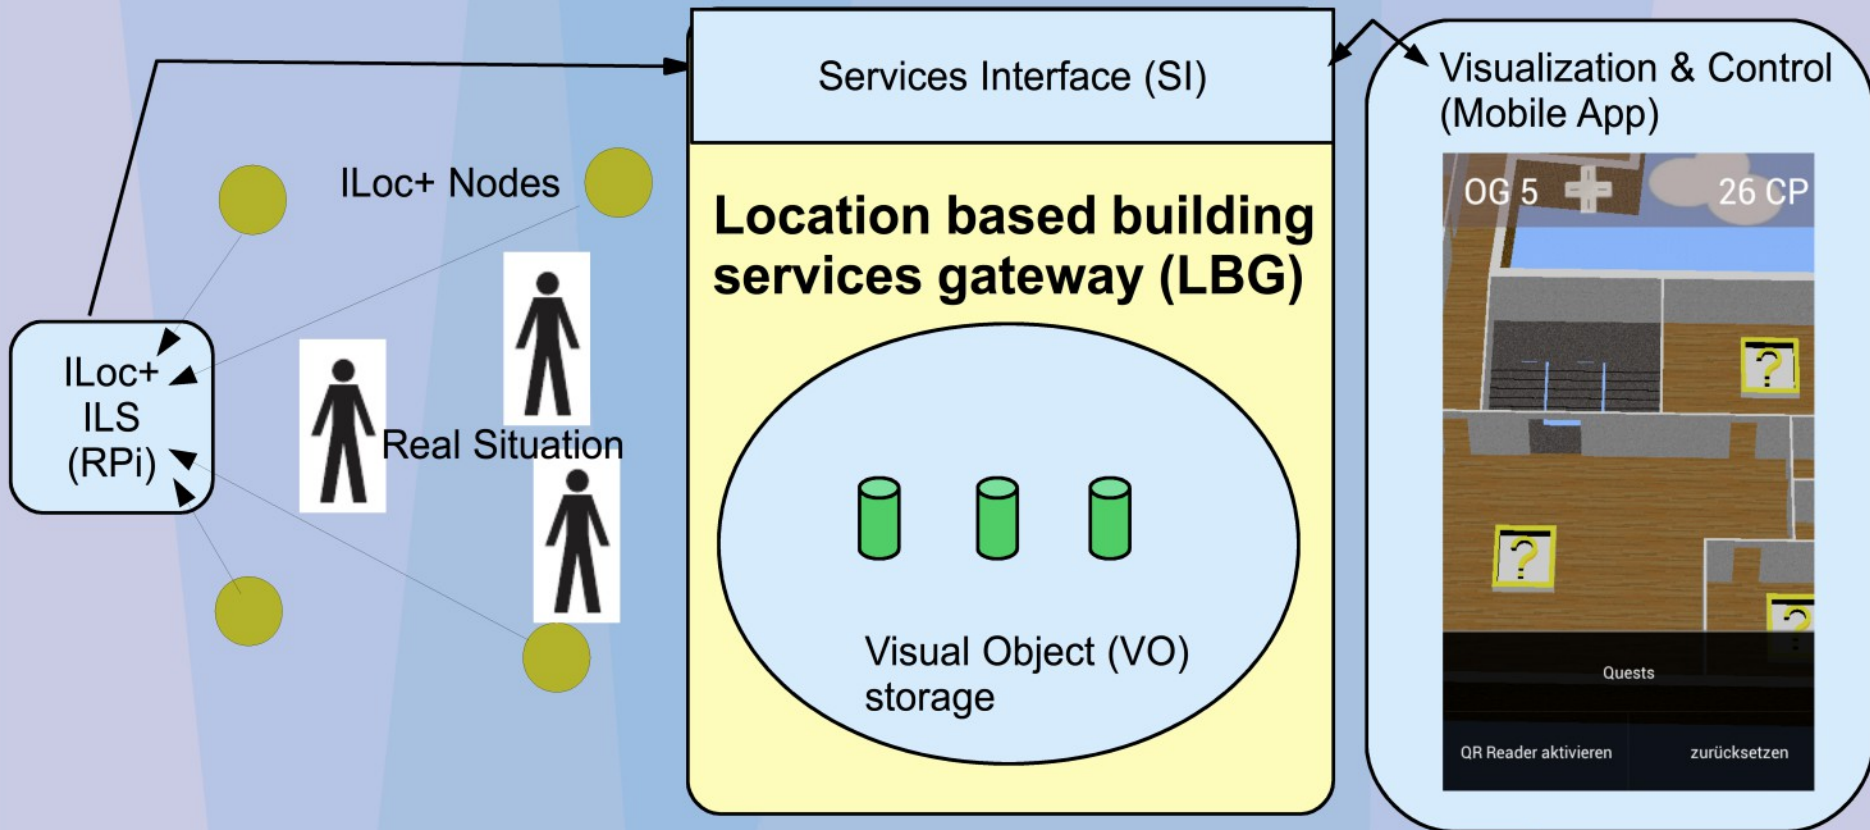 Services Interface (SI)
Visualization & Control
(Mobile App)
ILoc+ Nodes
Location based building
services gateway (LBG)
ILoc+
ILS
(RPi)
Real Situation
Visual Object (VO)
storage
OG 5
26 CP
?
?
?
Quests
QR Reader aktivieren
zurücksetzen